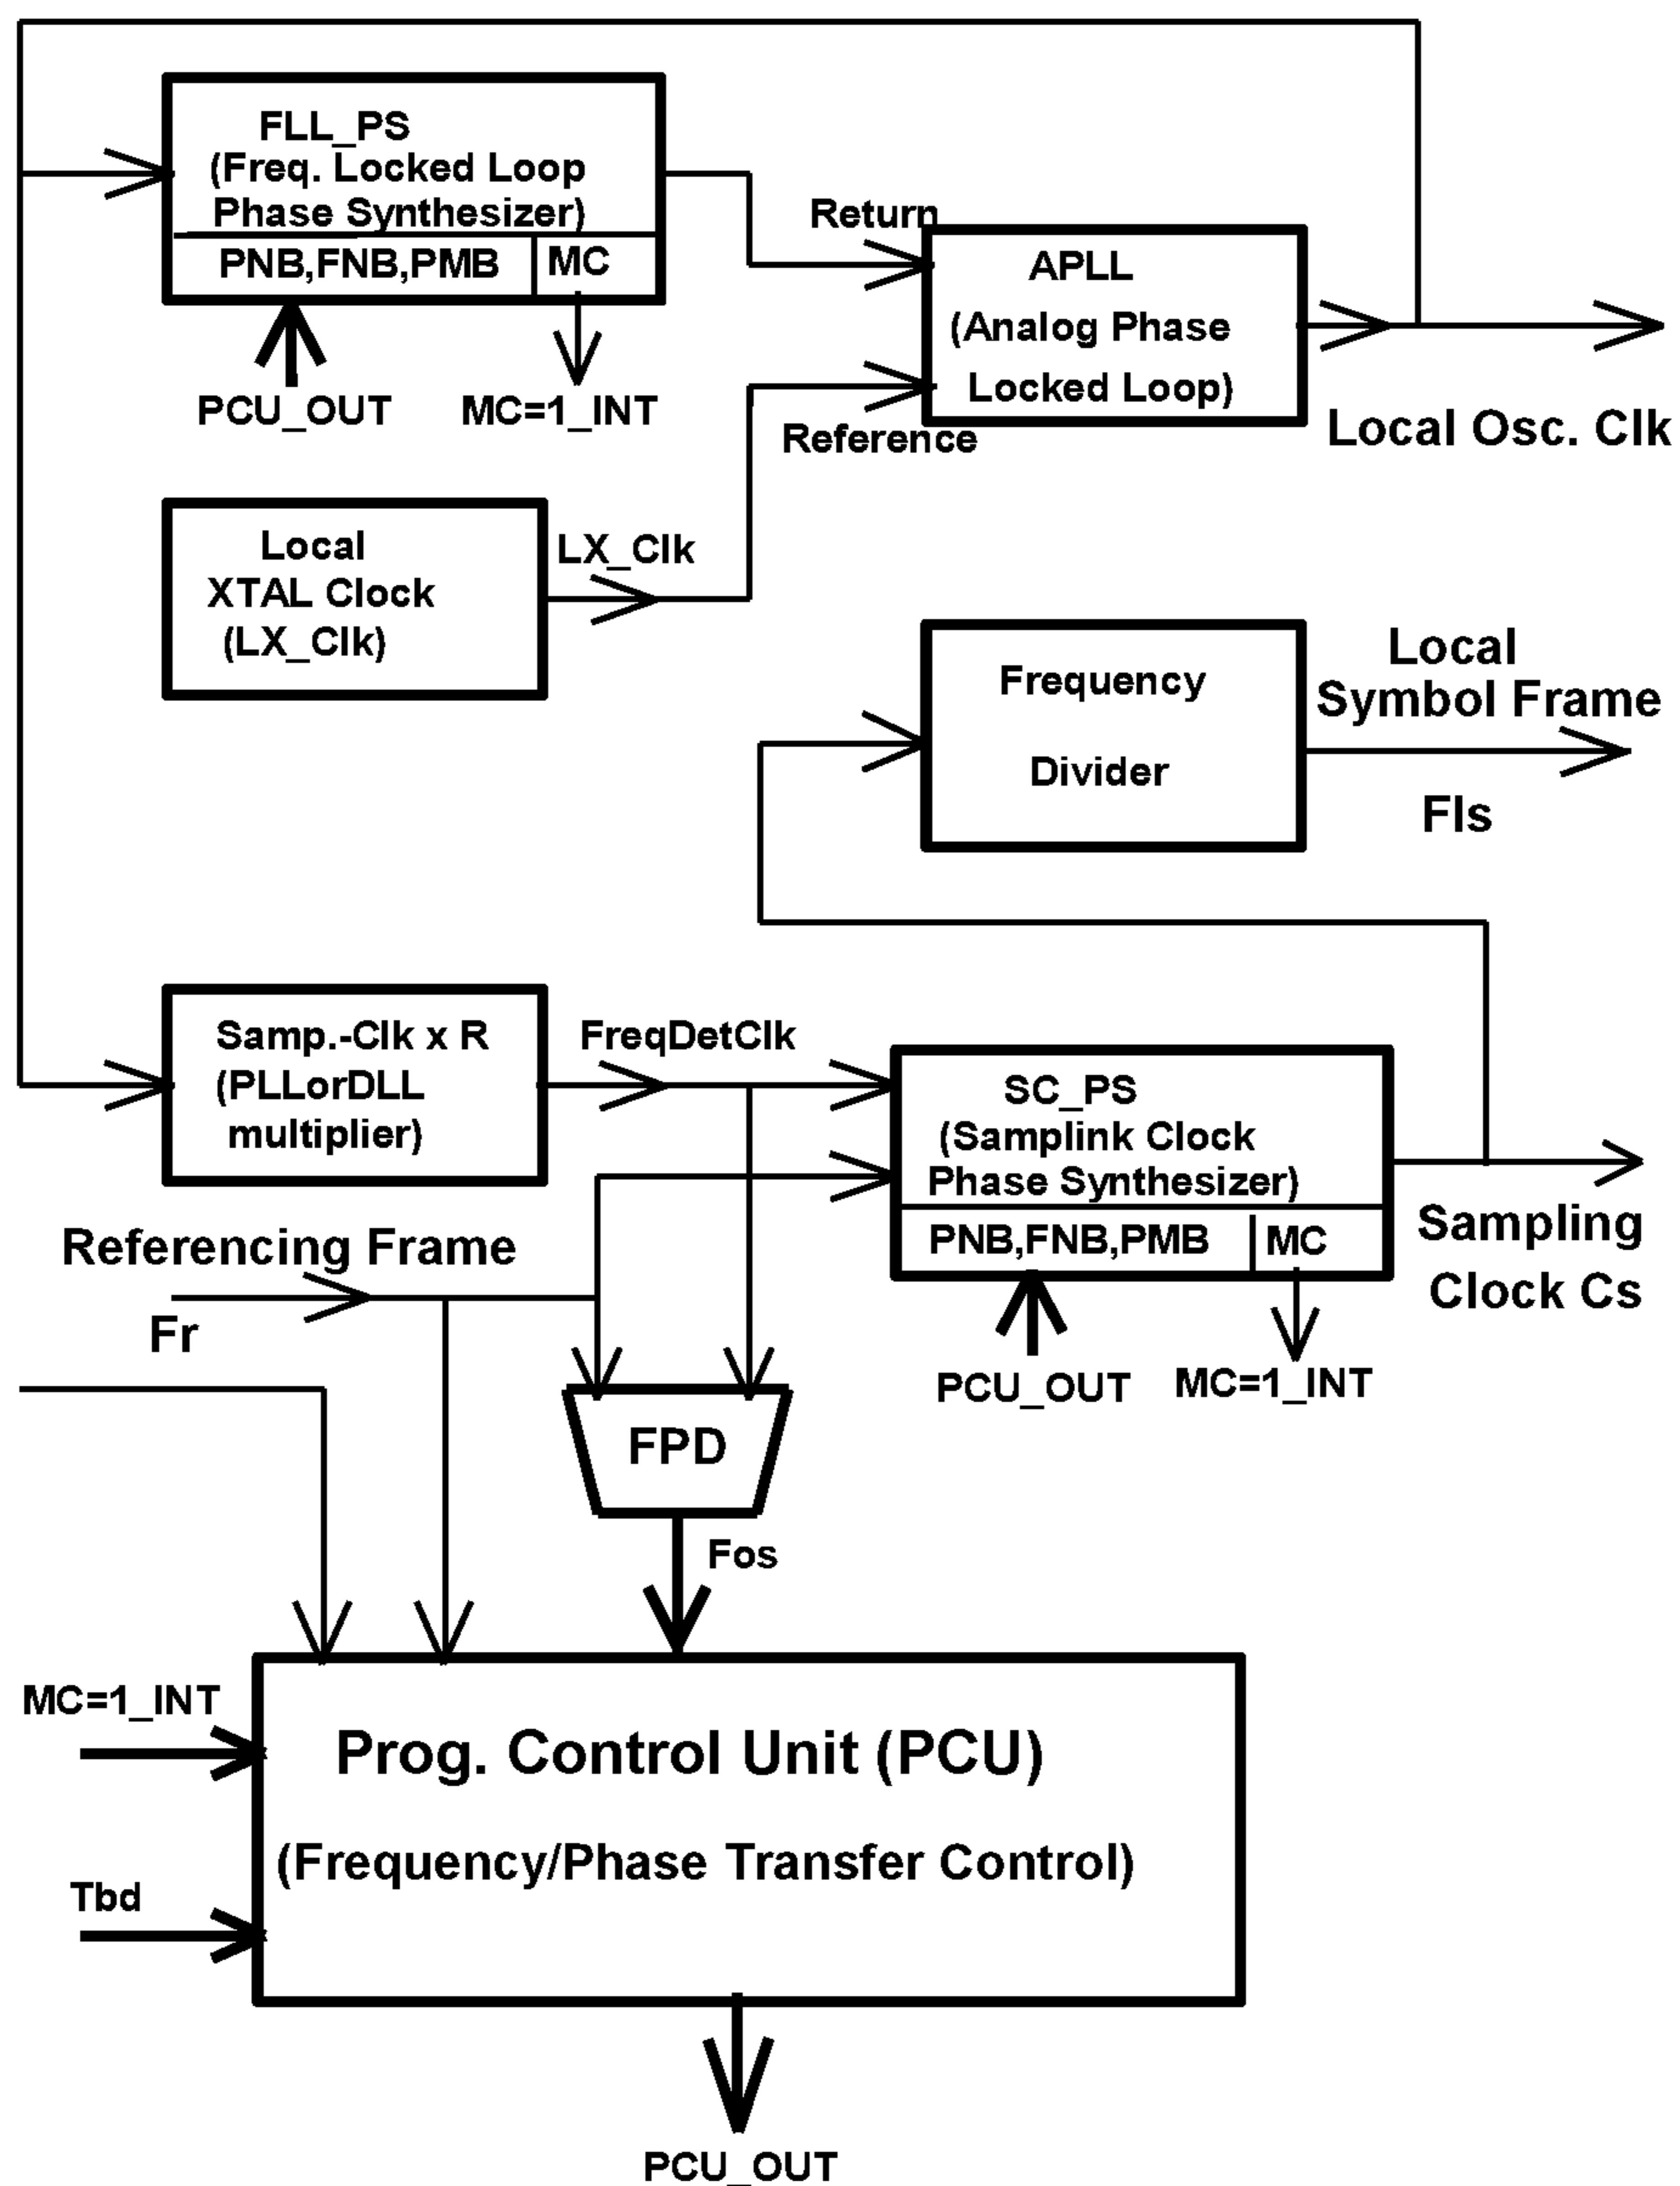 FLL_PS
(Freq. Locked Loop
Phase Synthesizer)
PNB,FNB,PMB
MC
PCU_OUT
MC=1_INT
Return
Reference
APLL
(Analog Phase
Locked Loop)
Local Osc. Clk
Local
XTAL Clock
(LX_Clk)
LX_Clk
Frequency
Divider
Local
Symbol Frame
Fls
Samp.-Clk x R
(PLLorDLL
multiplier)
FreqDetClk
SC_PS
(Samplink Clock
Phase Synthesizer)
PNB,FNB,PMB
MC
PCU_OUT
MC=1_INT
Sampling
Clock Cs
Referencing Frame
Fr
FPD
Fos
MC=1_INT
Tbd
Prog. Control Unit (PCU)
(Frequency/Phase Transfer Control)
PCU_OUT